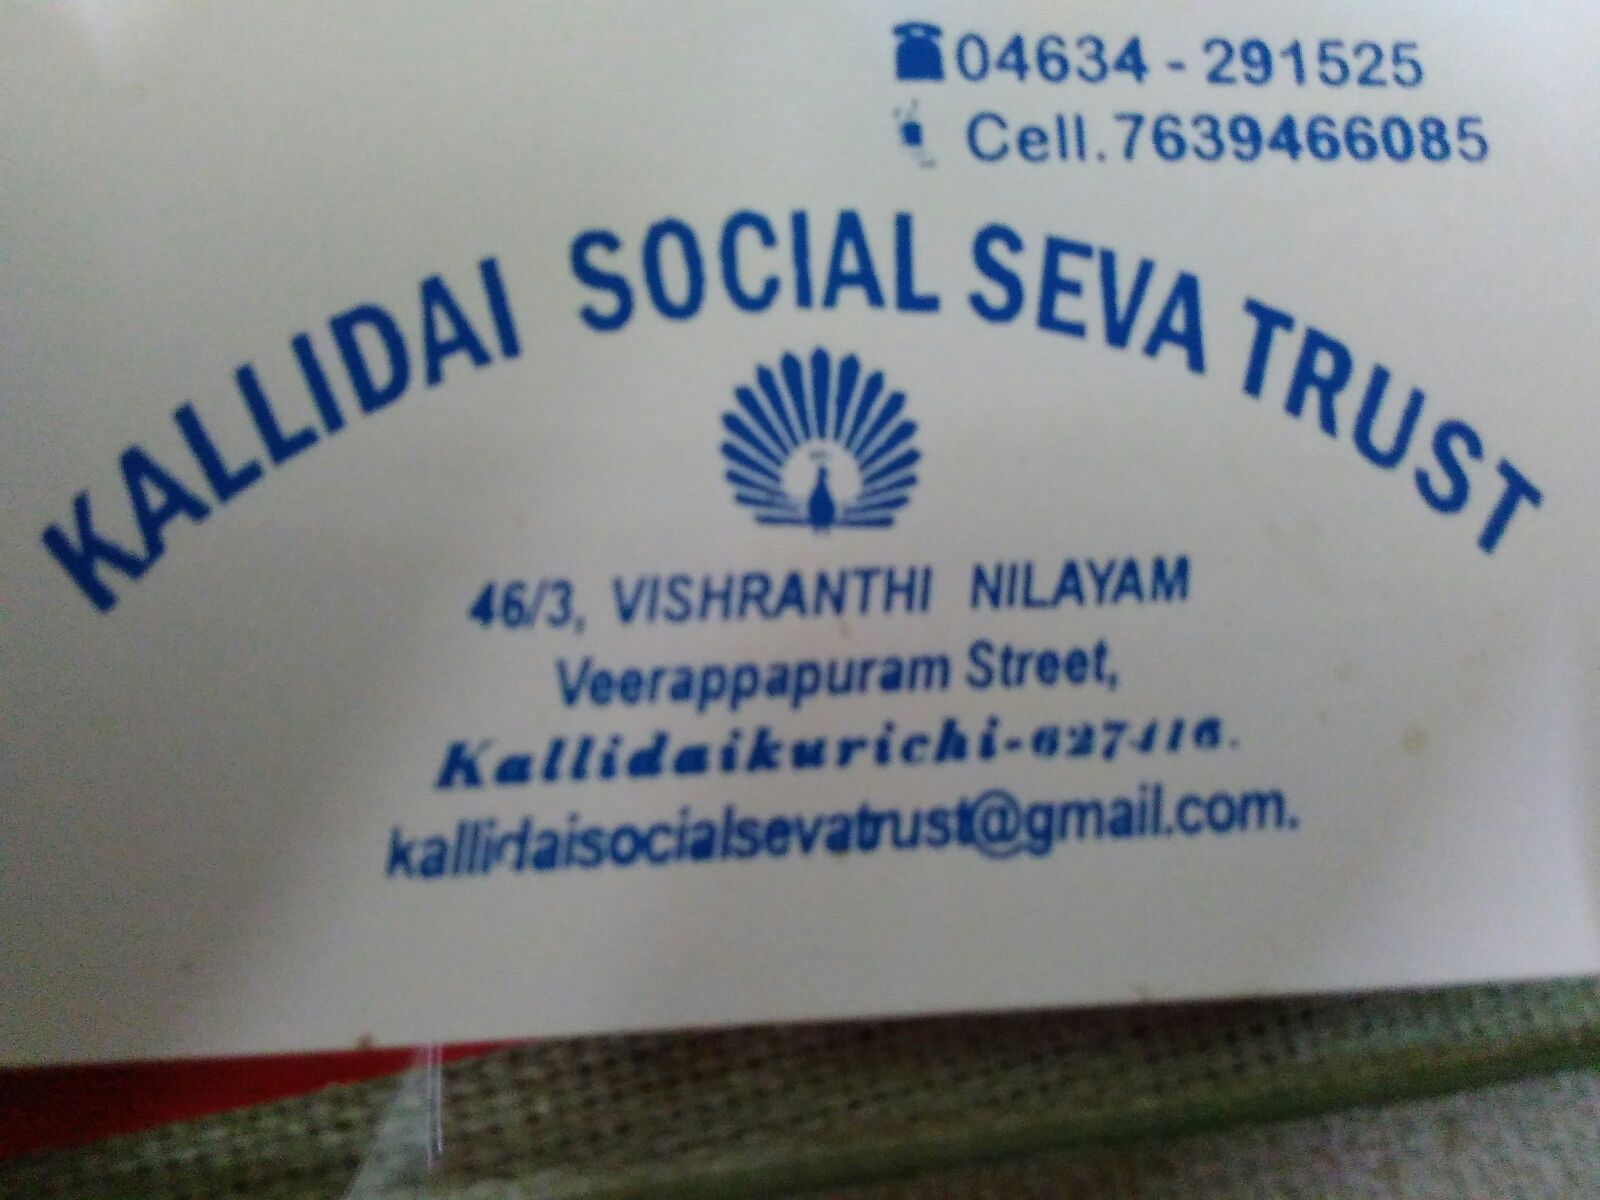 04634 - 291525
Cell.7639466085
KALLIDAI SOCIAL SEVA TRUST
46/3, VISHRANTHI NILAYAM
Veerappapuram Street,
Kallidaikurichi-627416.
kallidaisocialsevatrust@gmail.com.